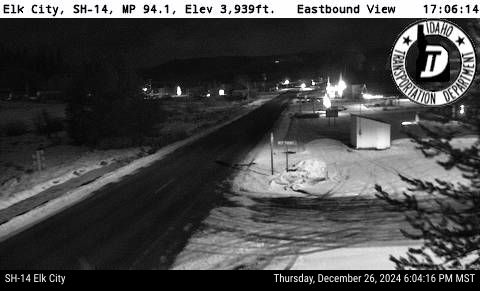 Elk City, SH-14, MP 94.1, Elev 3,939ft.   Eastbound View   17:06:14
IDAHO
TRANSPORTATION DEPARTMENT
SH-14 Elk City
Thursday, December 26, 2024 6:04:16 PM MST